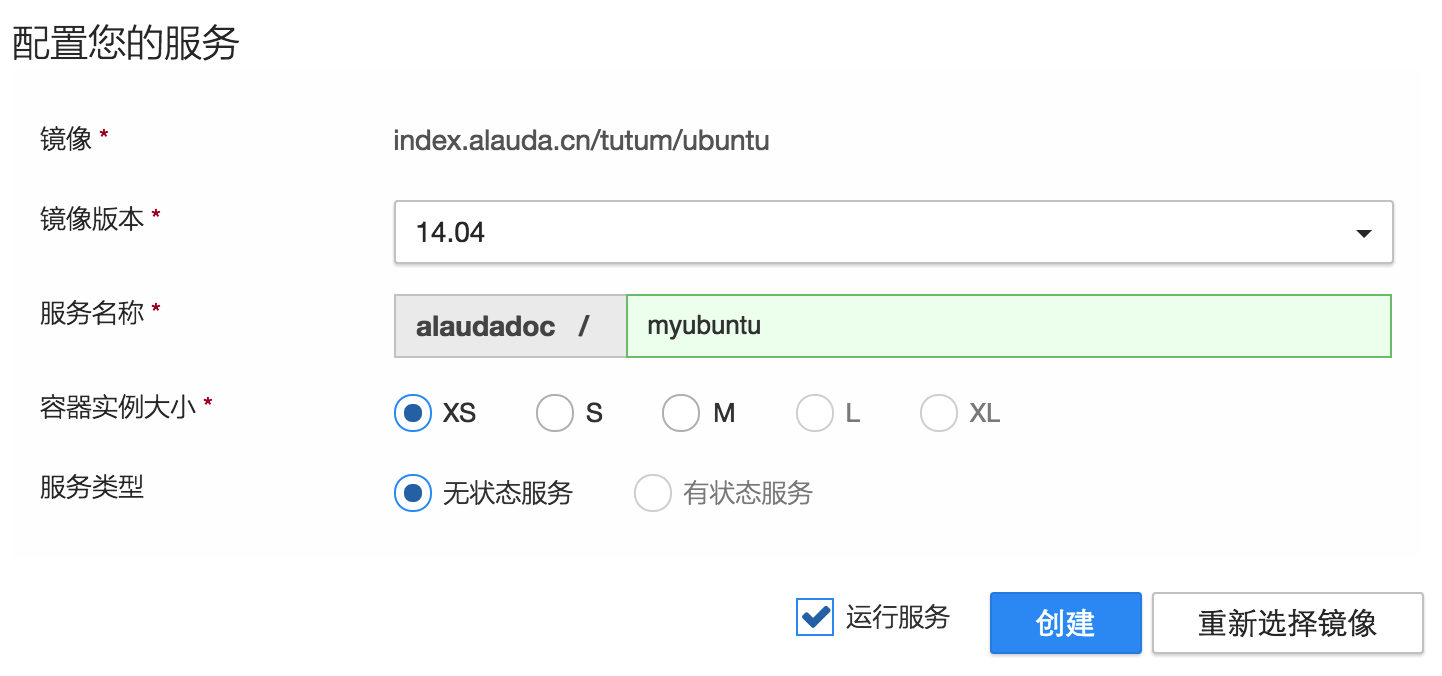 配置您的服务
镜像 * index.alauda.cn/tutum/ubuntu
镜像版本 * 14.04
服务名称 * alaudadoc / myubuntu
容器实例大小 * XS S M L XL
服务类型 无状态服务 有状态服务
运行服务 创建 重新选择镜像